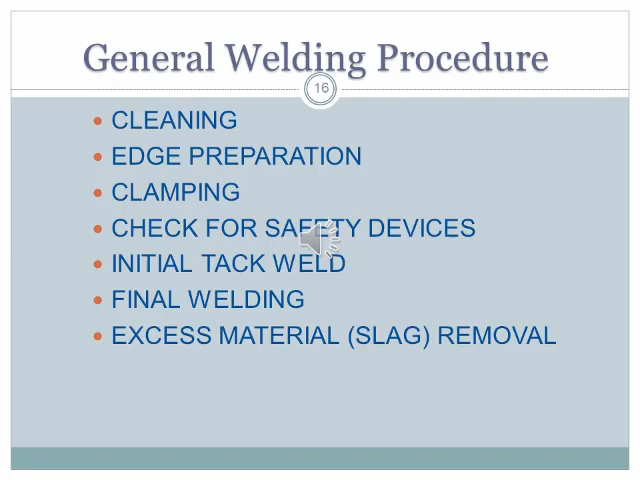 General Welding Procedure
16
• CLEANING
• EDGE PREPARATION
• CLAMPING
• CHECK FOR SAFETY DEVICES
• INITIAL TACK WELD
• FINAL WELDING
• EXCESS MATERIAL (SLAG) REMOVAL